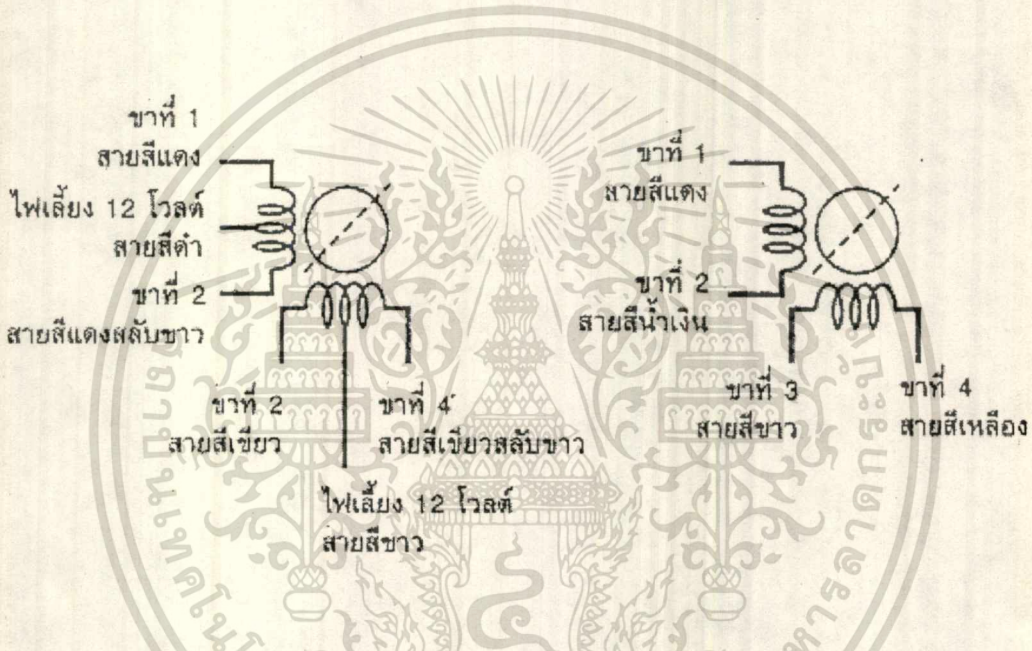 ขาที่ 1
สายสีแดง
ไฟเลี้ยง 12 โวลต์
สายสีดำ
ขาที่ 2
สายสีแดงสลับขาว
ขาที่ 2
สายสีเขียว
ขาที่ 4
สายสีเขียวสลับขาว
ไฟเลี้ยง 12 โวลต์
สายสีขาว
ขาที่ 1
สายสีแดง
ขาที่ 2
สายสีน้ำเงิน
ขาที่ 3
สายสีขาว
ขาที่ 4
สายสีเหลือง